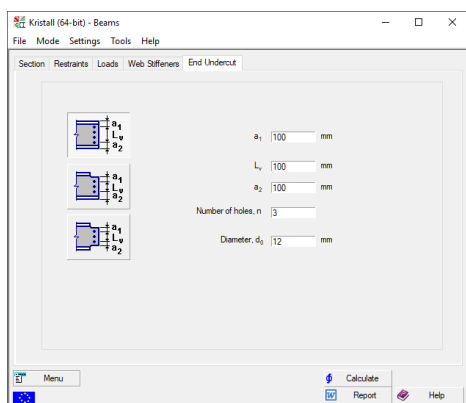 Kristall (64-bit) - Beams
File Mode Settings Tools Help
Section Restraints Loads Web Stiffeners End Undercut
a1
Lv
a2
a1 100 mm
Lv 100 mm
a2 100 mm
a1
Lv
a2
Number of holes, n 3
Diameter, d0 12 mm
a1
Lv
a2
Menu Calculate
W Report Help